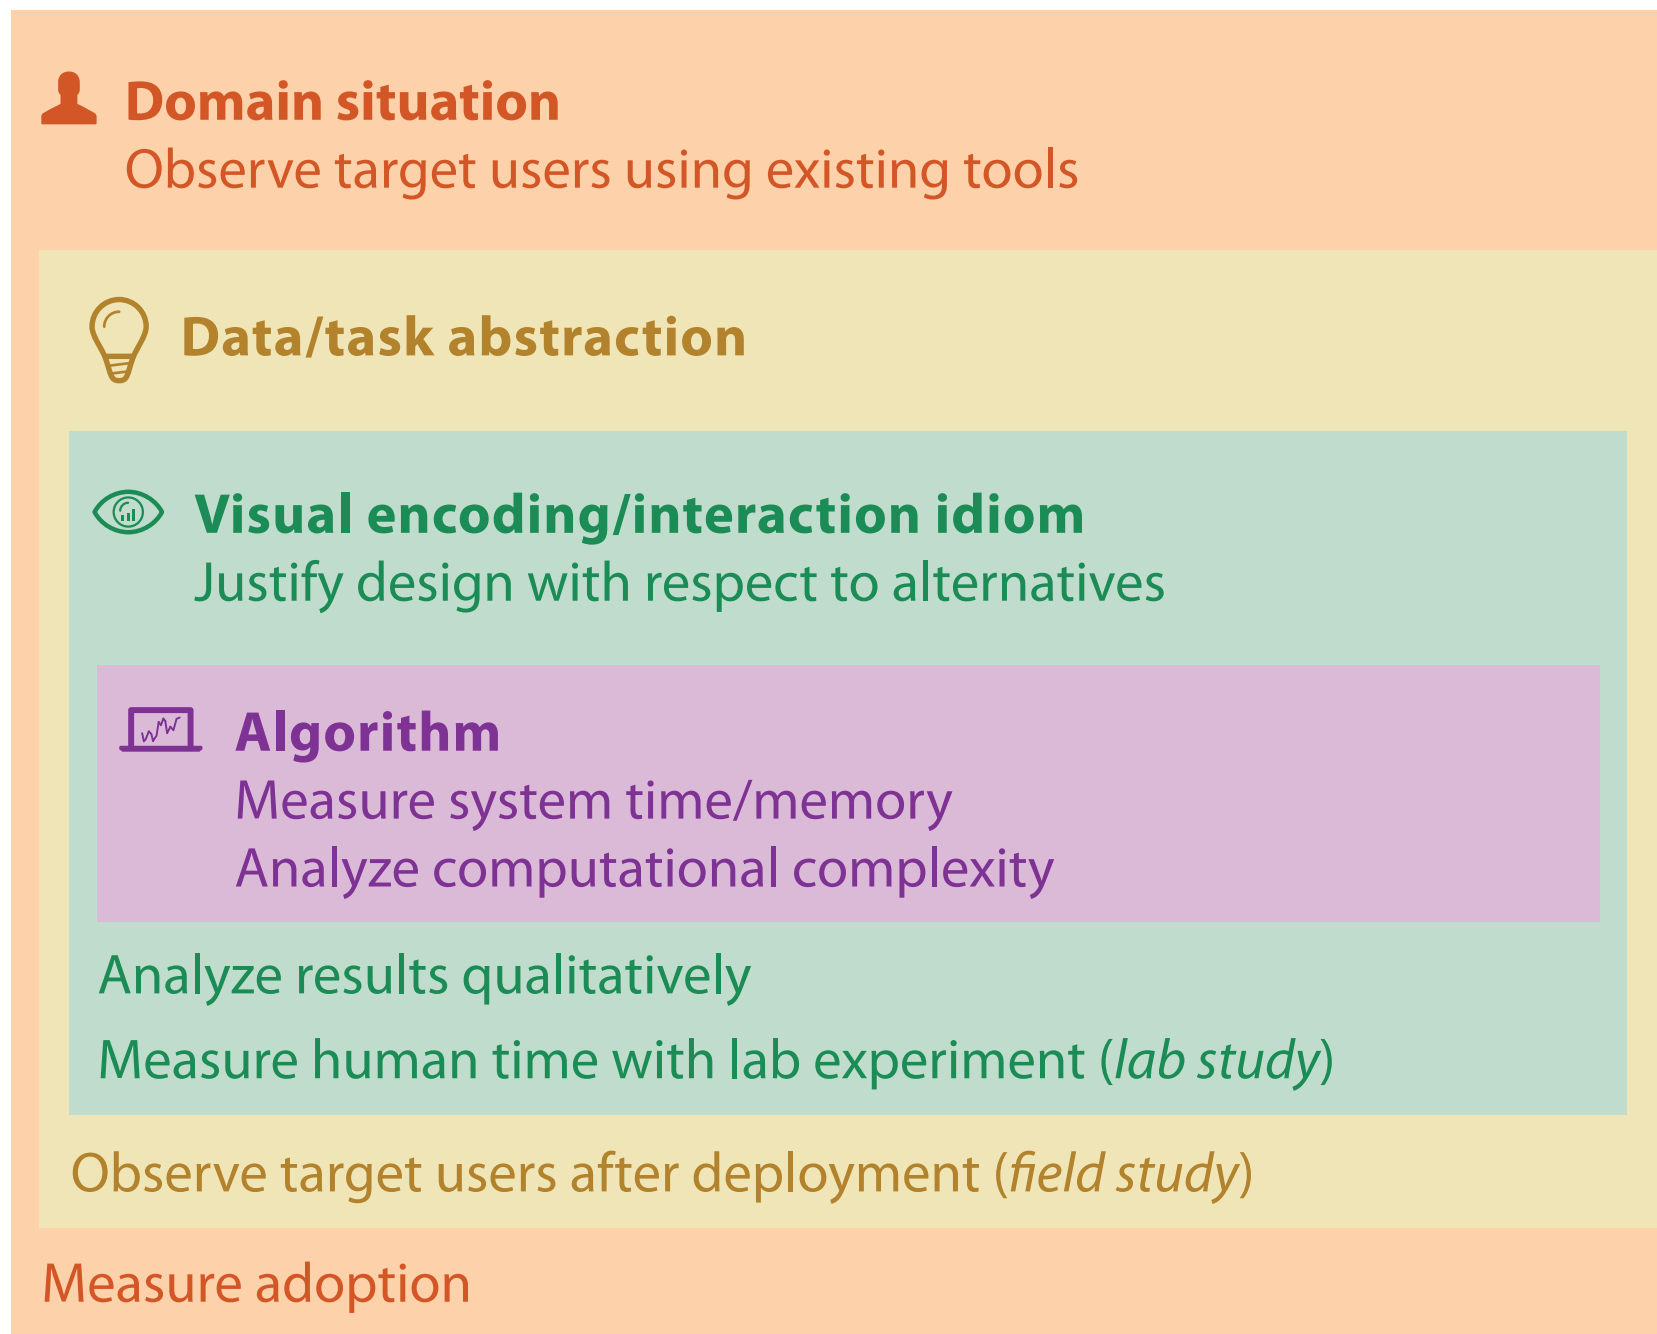 Domain situation
Observe target users using existing tools
Data/task abstraction
Visual encoding/interaction idiom
Justify design with respect to alternatives
Algorithm
Measure system time/memory
Analyze computational complexity
Analyze results qualitatively
Measure human time with lab experiment (lab study)
Observe target users after deployment (field study)
Measure adoption